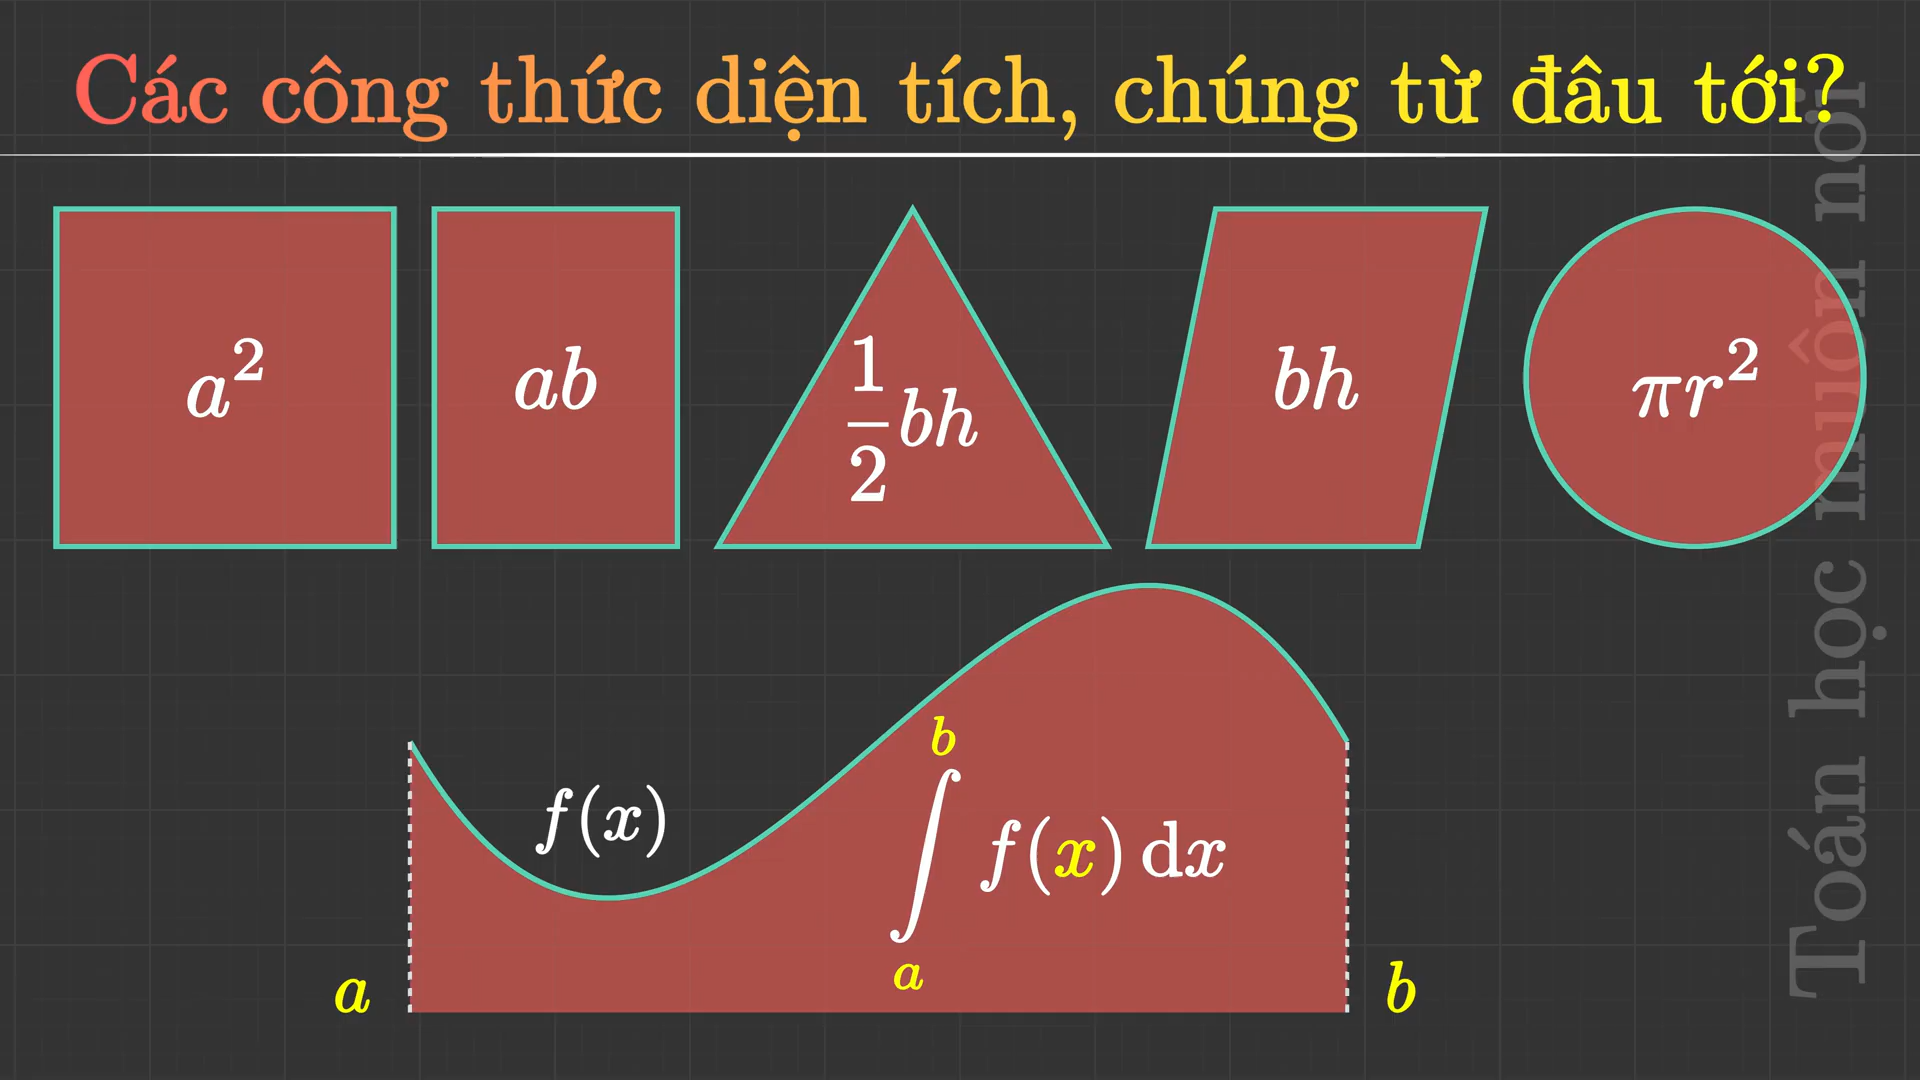 Các công thức diện tích, chúng từ đâu tới?
a²
ab
1/2 bh
bh
πr²
f(x)
∫ₐᵇ f(x) dx
a
b
Toán học muôn nơi